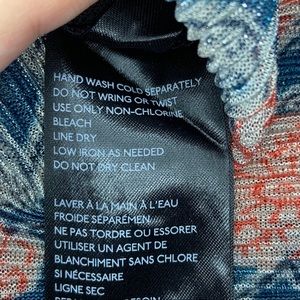 HAND WASH COLD SEPARATELY
DO NOT WRING OR TWIST
USE ONLY NON-CHLORINE
BLEACH
LINE DRY
LOW IRON AS NEEDED
DO NOT DRY CLEAN
LAVER À LA MAIN À L'EAU
FROIDE SÉPARÉMEN
NE PAS TORDRE OU ESSORER
UTILISER UN AGENT DE
BLANCHIMENT SANS CHLORE
SI NÉCESSAIRE
LIGNE SEC